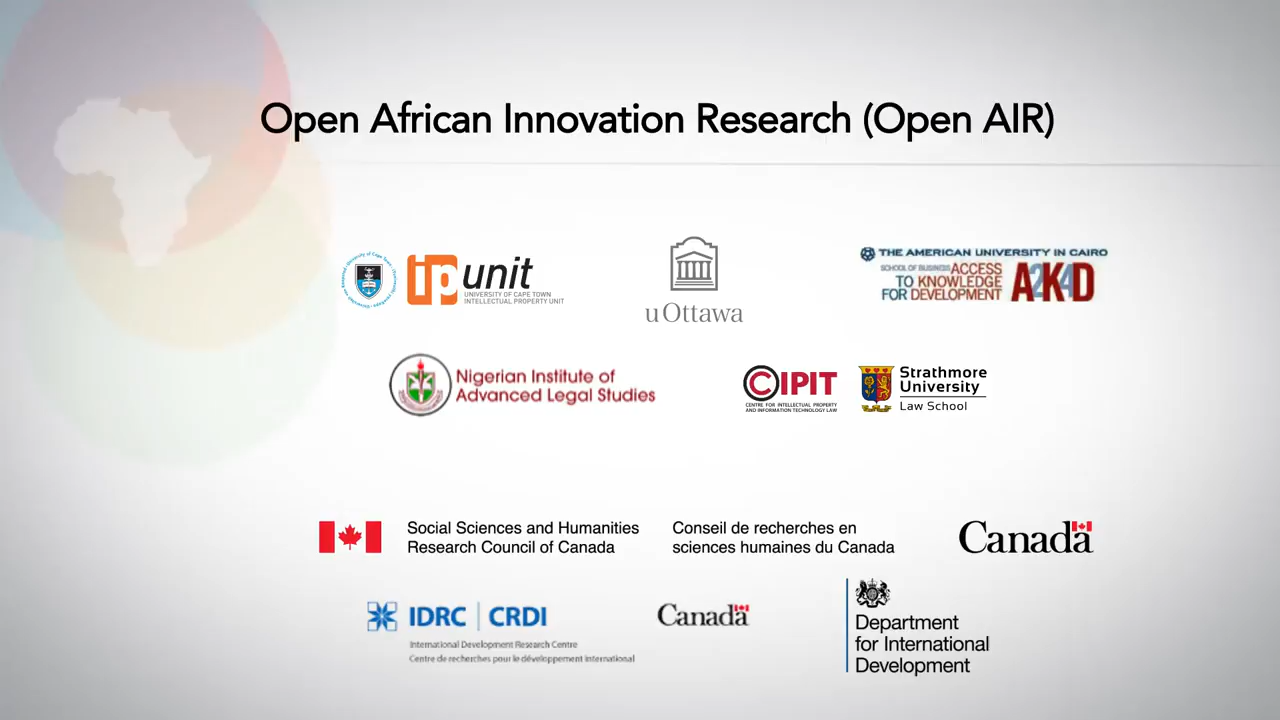 Open African Innovation Research (Open AIR)
ip unit
UNIVERSITY OF CAPE TOWN
INTELLECTUAL PROPERTY UNIT
uOttawa
THE AMERICAN UNIVERSITY IN CAIRO
SCHOOL OF BUSINESS ACCESS
TO KNOWLEDGE
FOR DEVELOPMENT
A2K4D
Nigerian Institute of
Advanced Legal Studies
CIPIT
CENTRE FOR INTELLECTUAL PROPERTY
AND INFORMATION TECHNOLOGY LAW
Strathmore
University
Law School
Social Sciences and Humanities
Research Council of Canada
Conseil de recherches en
sciences humaines du Canada
Canada
IDRC | CRDI
International Development Research Centre
Centre de recherches pour le développement international
Canada
Department
for International
Development